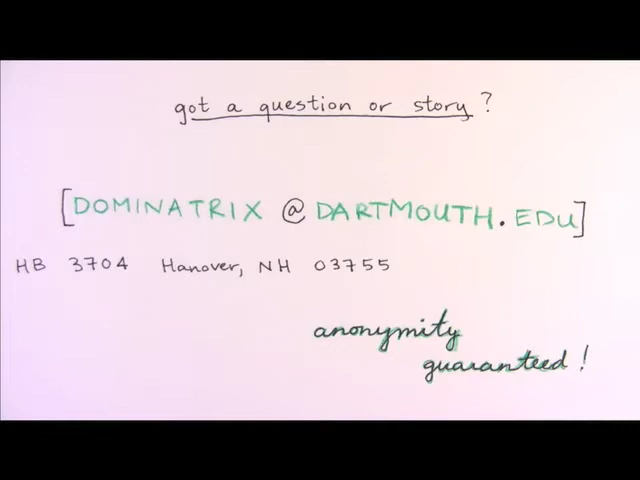 got a question or story?
[DOMINATRIX @ DARTMOUTH.EDU]
HB 3704 Hanover, NH 03755
anonymity
guaranteed!